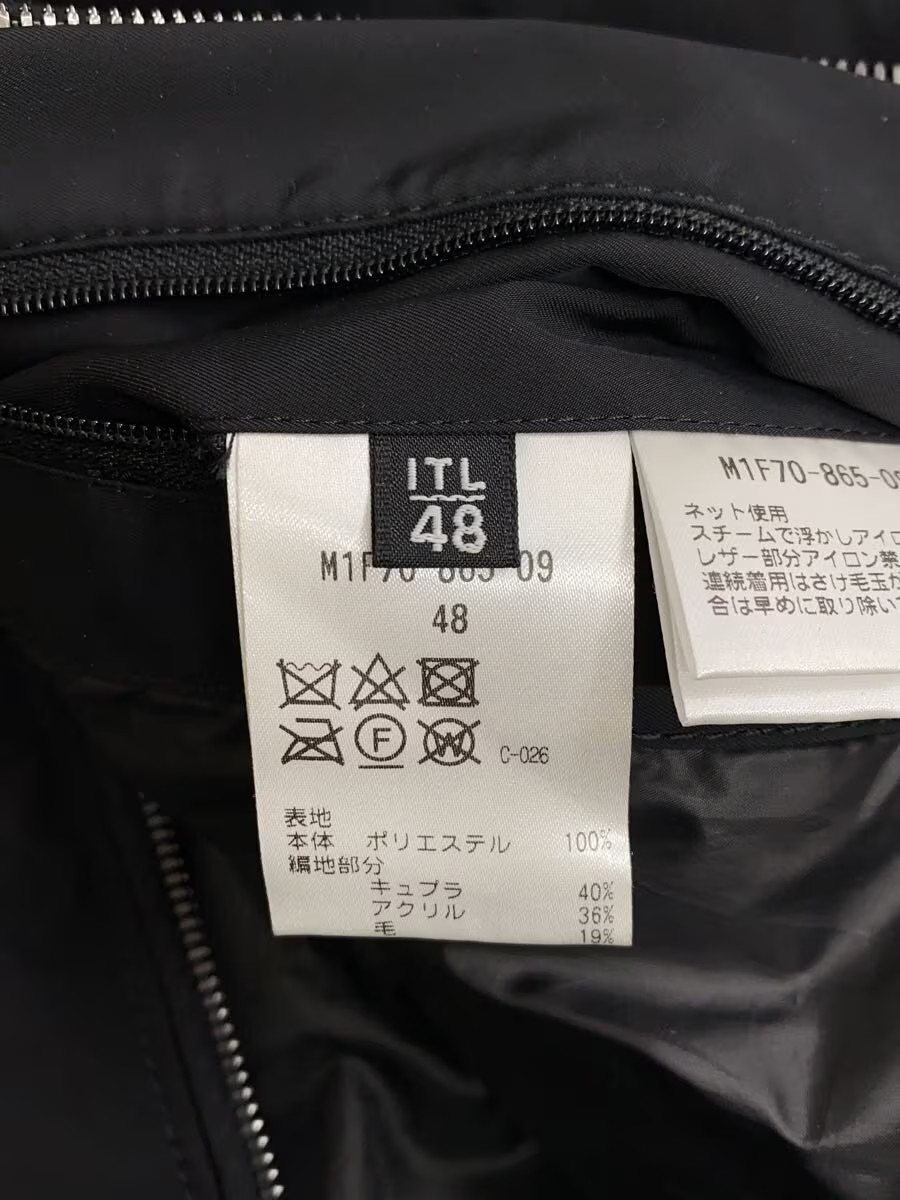 ITL
48
M1F70-865-09
48
F
W
C-026
表地
本体 ポリエステル 100%
編地部分
キュプラ 40%
アクリル 36%
毛 19%
M1F70-865-09
ネット使用
スチームで浮かしアイロ
レザー部分アイロン禁
連続着用はさけ毛玉が
合は早めに取り除い